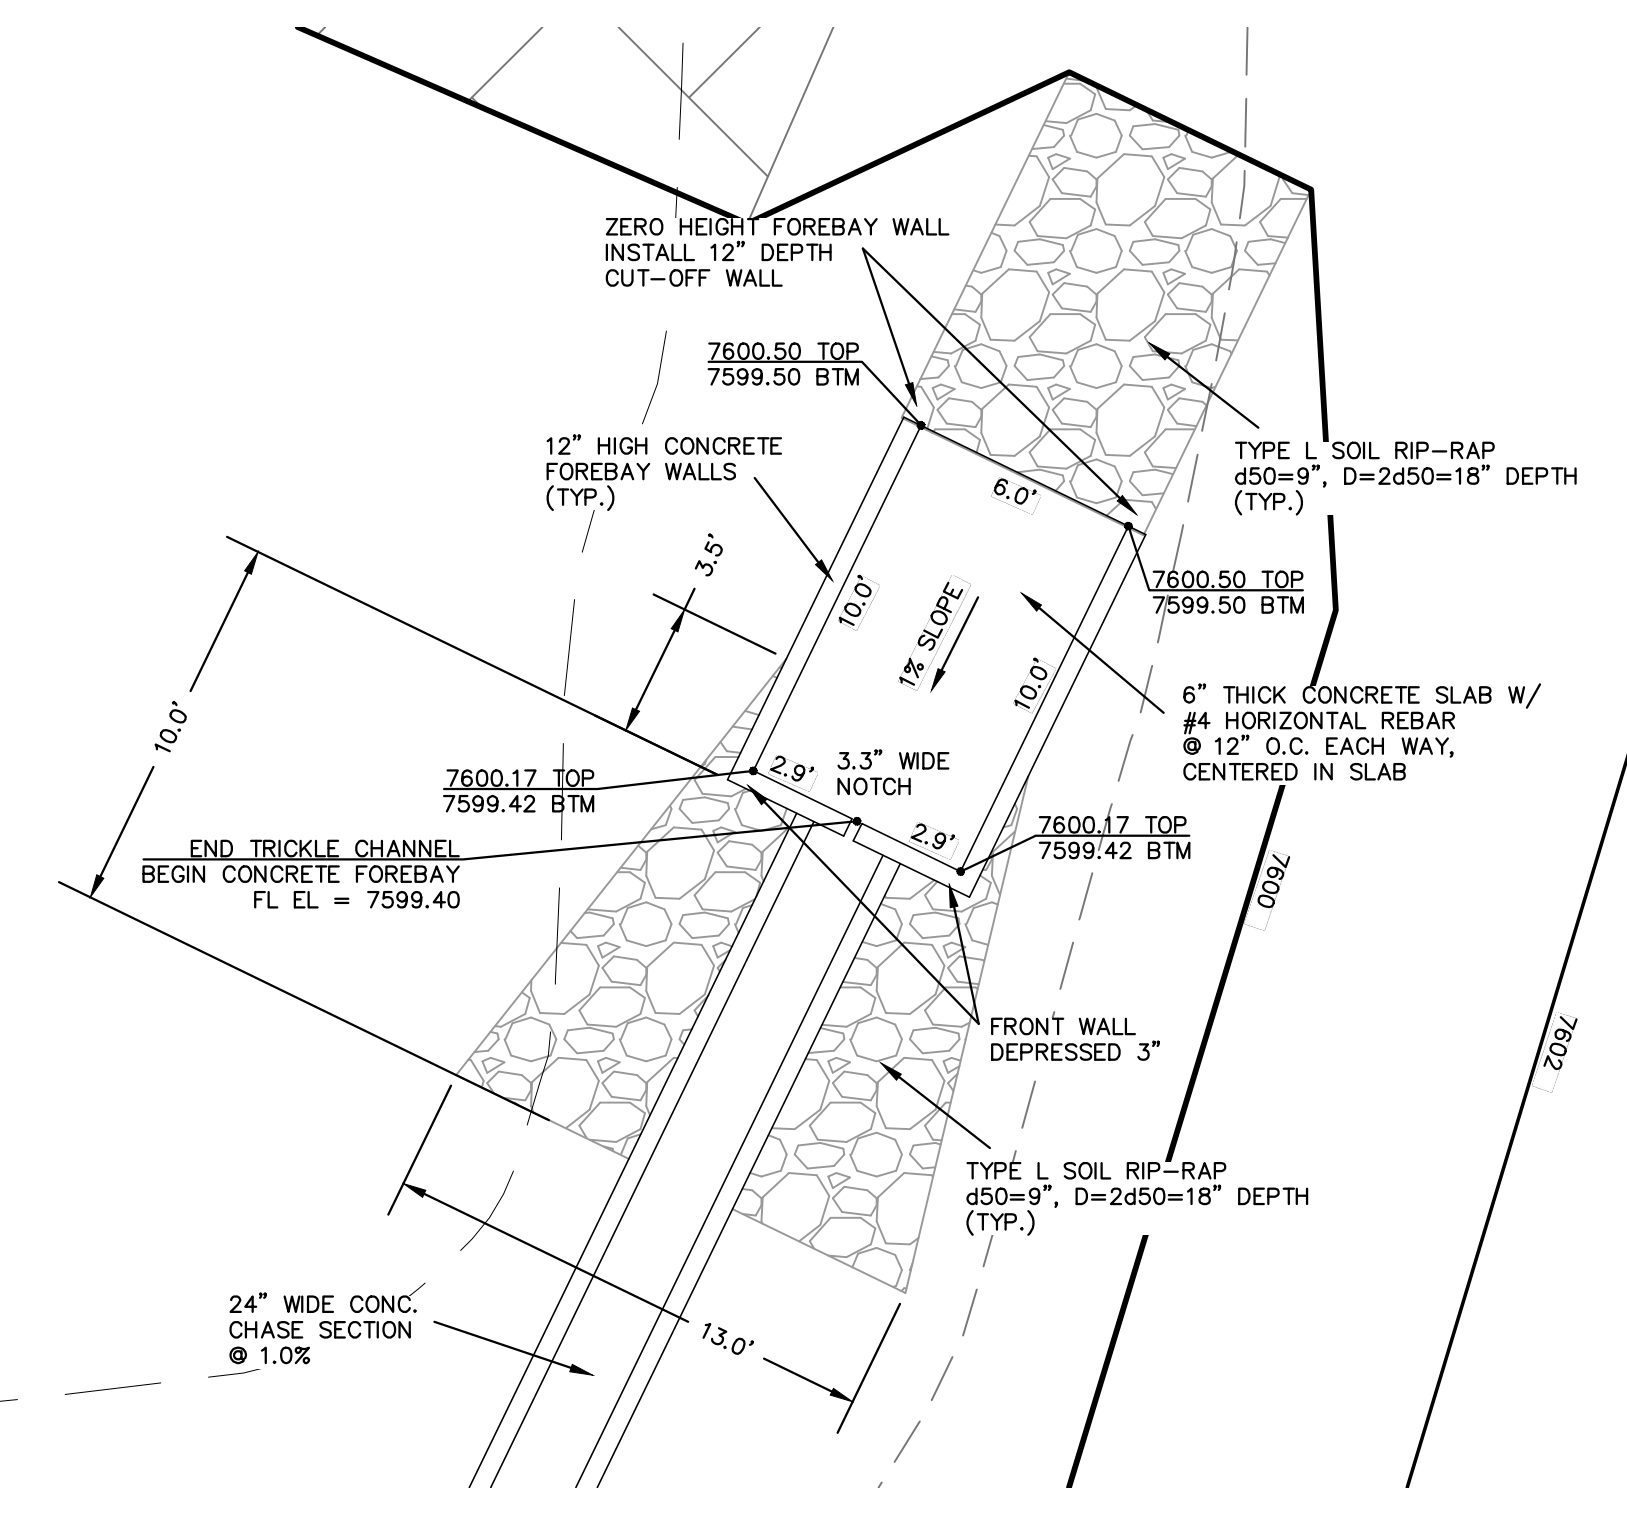 ZERO HEIGHT FOREBAY WALL
INSTALL 12" DEPTH
CUT-OFF WALL
7600.50 TOP
7599.50 BTM
12" HIGH CONCRETE
FOREBAY WALLS
(TYP.)
TYPE L SOIL RIP-RAP
d50=9", D=2d50=18" DEPTH
(TYP.)
6.0'
3.5'
7600.50 TOP
7599.50 BTM
10.0'
1% SLOPE
10.0'
10.0'
6" THICK CONCRETE SLAB W/
#4 HORIZONTAL REBAR
@ 12" O.C. EACH WAY,
CENTERED IN SLAB
3.3" WIDE
NOTCH
2.9'
7600.17 TOP
7599.42 BTM
2.9'
7600.17 TOP
7599.42 BTM
END TRICKLE CHANNEL
BEGIN CONCRETE FOREBAY
FL EL = 7599.40
7600
FRONT WALL
DEPRESSED 3"
7602
TYPE L SOIL RIP-RAP
d50=9", D=2d50=18" DEPTH
(TYP.)
24" WIDE CONC.
CHASE SECTION
@ 1.0%
13.0'